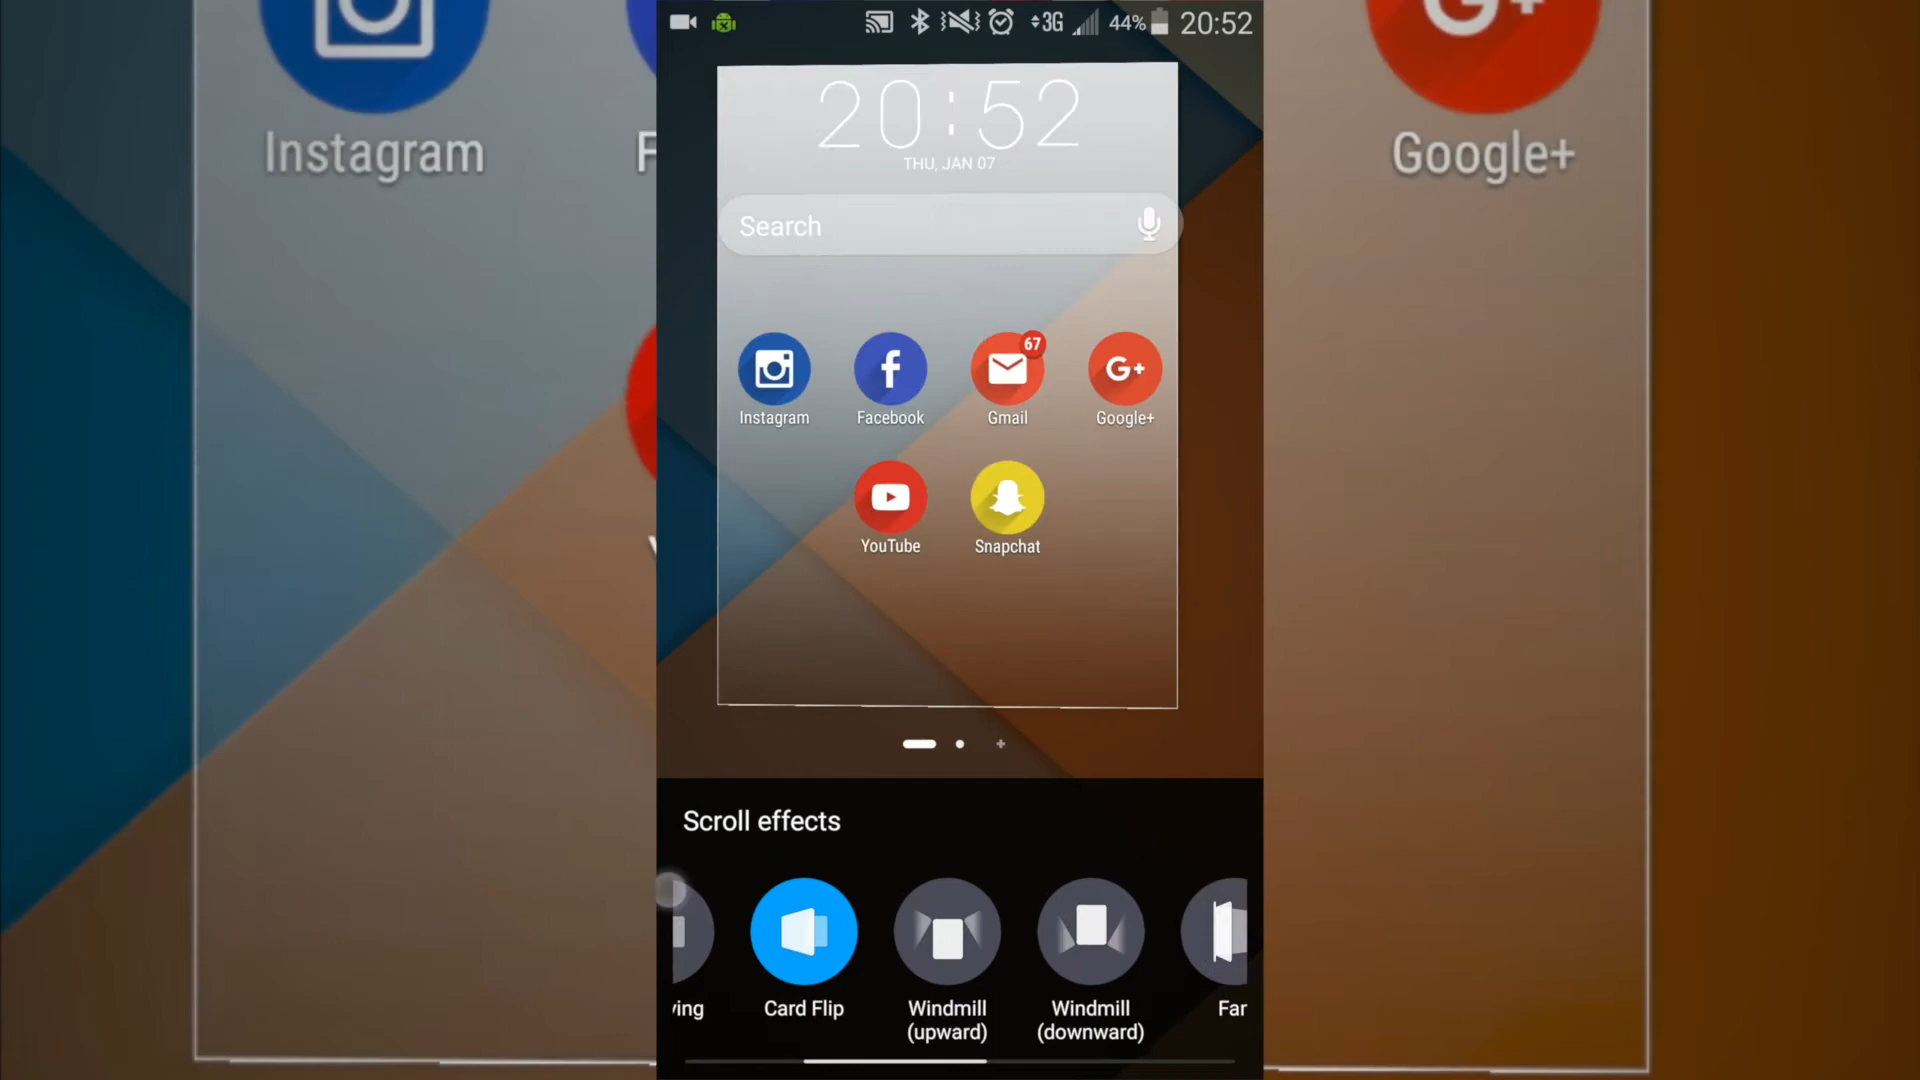 3G 44% 20:52
20:52
THU, JAN 07
Search
67
Instagram Facebook Gmail Google+
YouTube Snapchat
Scroll effects
ying Card Flip Windmill Windmill Far
(upward) (downward)
Instagram F
Google+